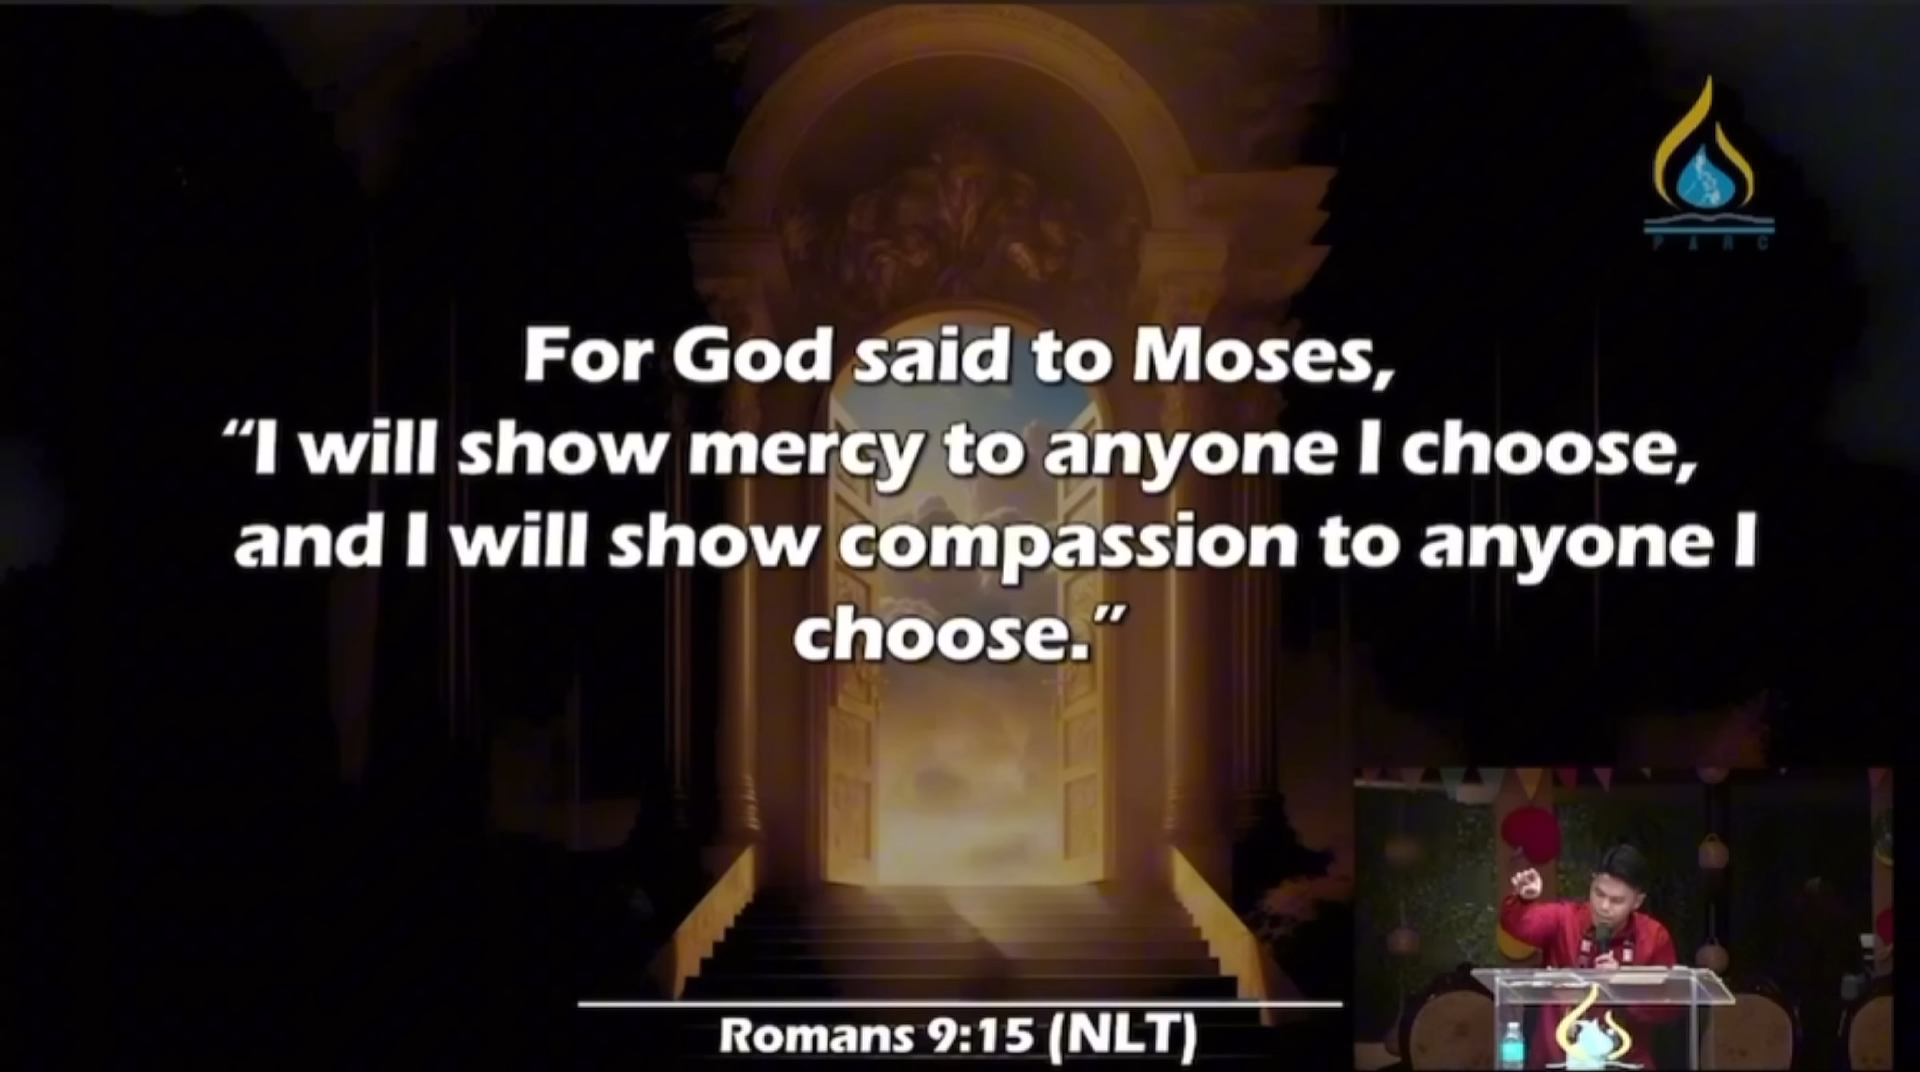 PARC
For God said to Moses,
“I will show mercy to anyone I choose,
and I will show compassion to anyone I
choose.”
Romans 9:15 (NLT)